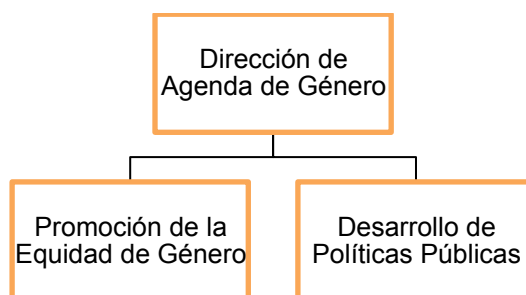 Dirección de
Agenda de Género
Promoción de la
Equidad de Género
Desarrollo de
Políticas Públicas